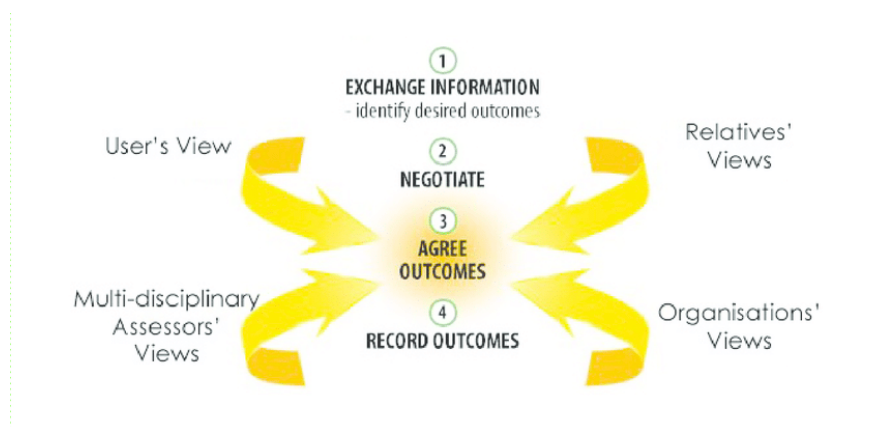 1
EXCHANGE INFORMATION
- identify desired outcomes
User's View
Relatives'
Views
2
NEGOTIATE
3
AGREE
OUTCOMES
Multi-disciplinary
Assessors'
Views
4
RECORD OUTCOMES
Organisations'
Views